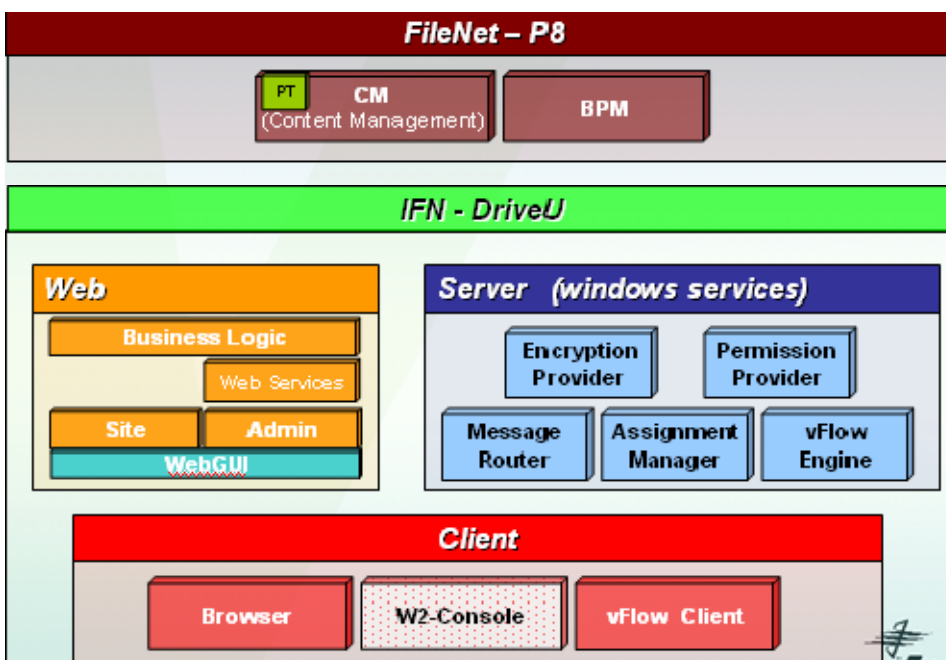 FileNet – P8
PT
CM
(Content Management)
BPM
IFN - DriveU
Web
Business Logic
Web Services
Site
Admin
WebGUI
Server (windows services)
Encryption
Provider
Permission
Provider
Message
Router
Assignment
Manager
vFlow
Engine
Client
Browser
W2-Console
vFlow Client